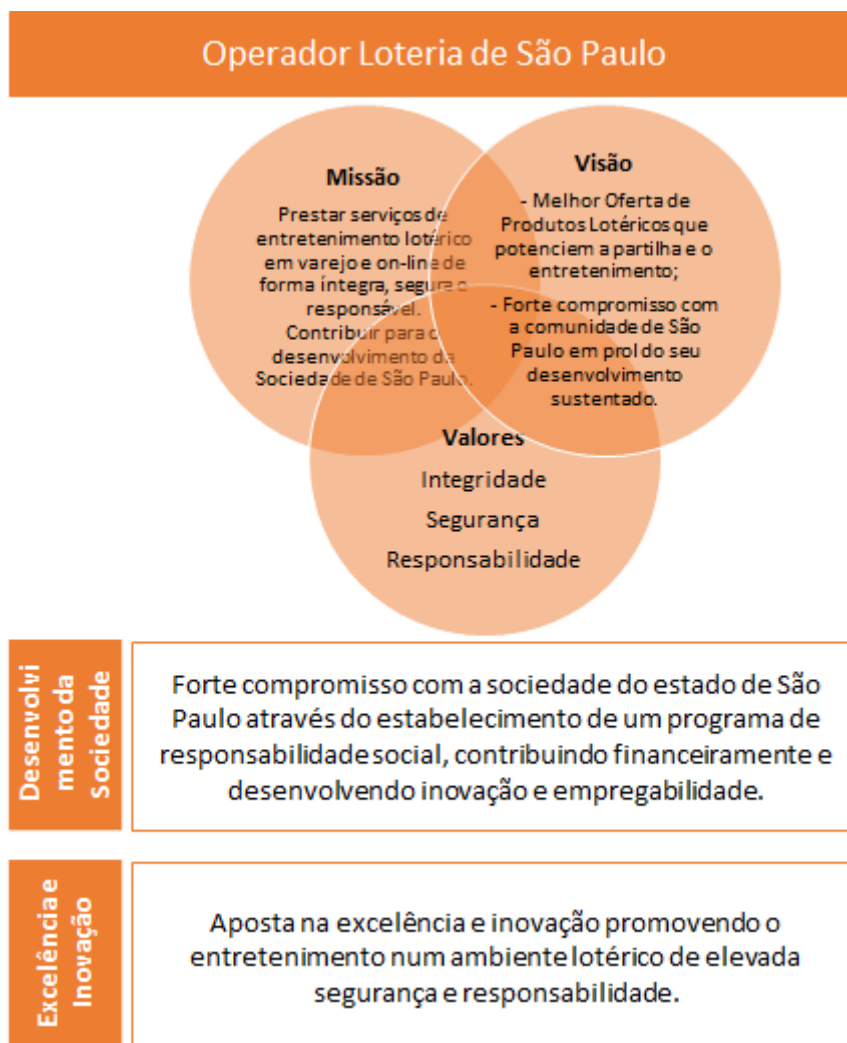 Operador Loteria de São Paulo
Missão
Prestar serviços de
entretenimento lotérico
em varejo e on-line de
forma íntegra, segura e
responsável.
Contribuir para o
desenvolvimento da
Sociedade de São Paulo.
Visão
- Melhor Oferta de
Produtos Lotéricos que
potenciem a partilha e o
entretenimento;
- Forte compromisso com
a comunidade de São
Paulo em prol do seu
desenvolvimento
sustentado.
Valores
Integridade
Segurança
Responsabilidade
Desenvolvi
mento da
Sociedade
Forte compromisso com a sociedade do estado de São
Paulo através do estabelecimento de um programa de
responsabilidade social, contribuindo financeiramente e
desenvolvendo inovação e empregabilidade.
Excelência e
Inovação
Aposta na excelência e inovação promovendo o
entretenimento num ambiente lotérico de elevada
segurança e responsabilidade.